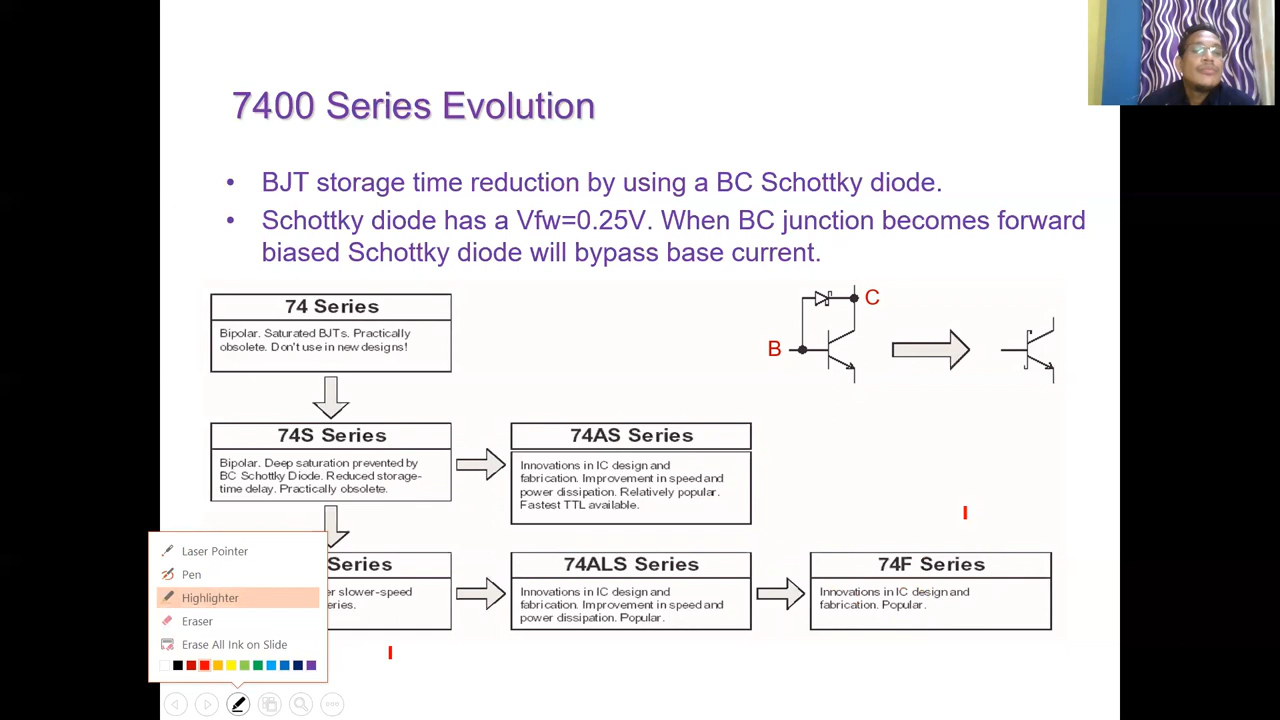 7400 Series Evolution
• BJT storage time reduction by using a BC Schottky diode.
• Schottky diode has a Vfw=0.25V. When BC junction becomes forward
biased Schottky diode will bypass base current.
74 Series
Bipolar. Saturated BJTs. Practically
obsolete. Don't use in new designs!
C
B
74S Series
Bipolar. Deep saturation prevented by
BC Schottky Diode. Reduced storage-
time delay. Practically obsolete.
74AS Series
Innovations in IC design and
fabrication. Improvement in speed and
power dissipation. Relatively popular.
Fastest TTL available.
Series
slower-speed
74ALS Series
Innovations in IC design and
fabrication. Improvement in speed and
power dissipation. Popular.
74F Series
Innovations in IC design and
fabrication. Popular.
Laser Pointer
Pen
Highlighter
Eraser
Erase All Ink on Slide